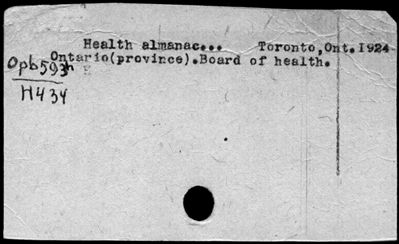 Health almanac... Toronto,Ont.1924
Ontario(province).Board of health.
Opb593h
H434